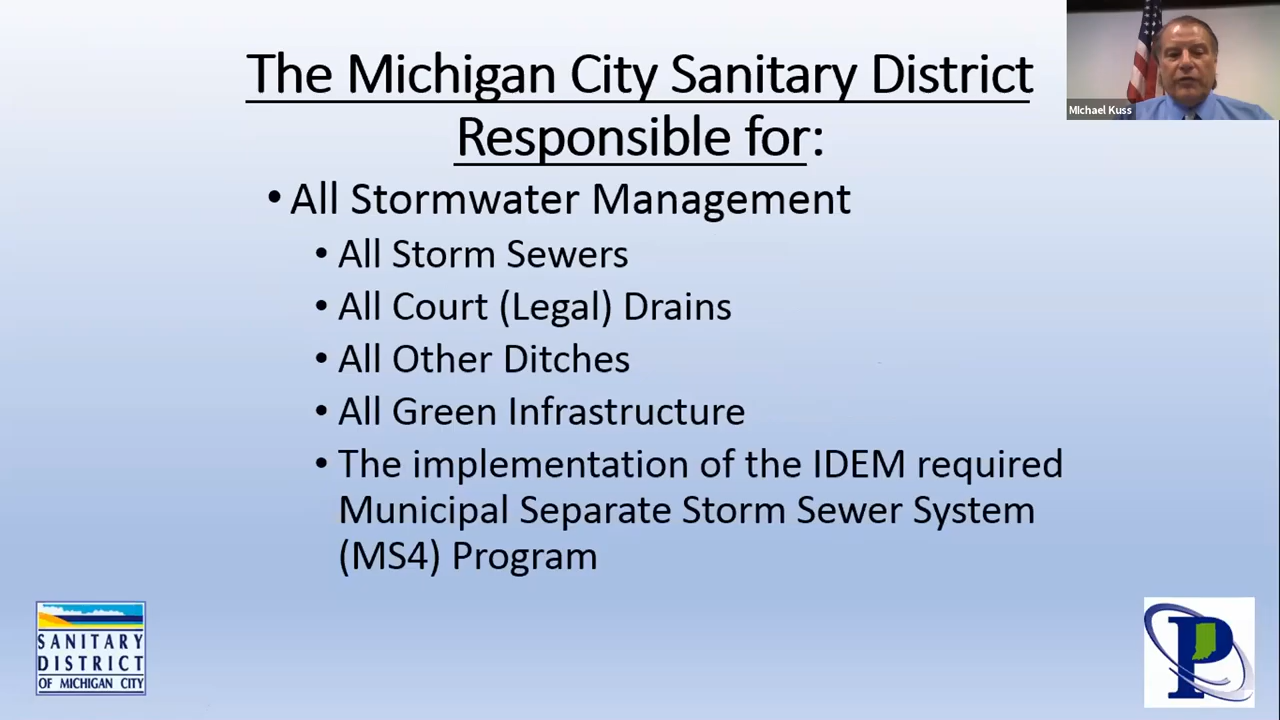 The Michigan City Sanitary District
Responsible for:
• All Stormwater Management
• All Storm Sewers
• All Court (Legal) Drains
• All Other Ditches
• All Green Infrastructure
• The implementation of the IDEM required
Municipal Separate Storm Sewer System
(MS4) Program
Michael Kuss
SANITARY
DISTRICT
OF MICHIGAN CITY
P